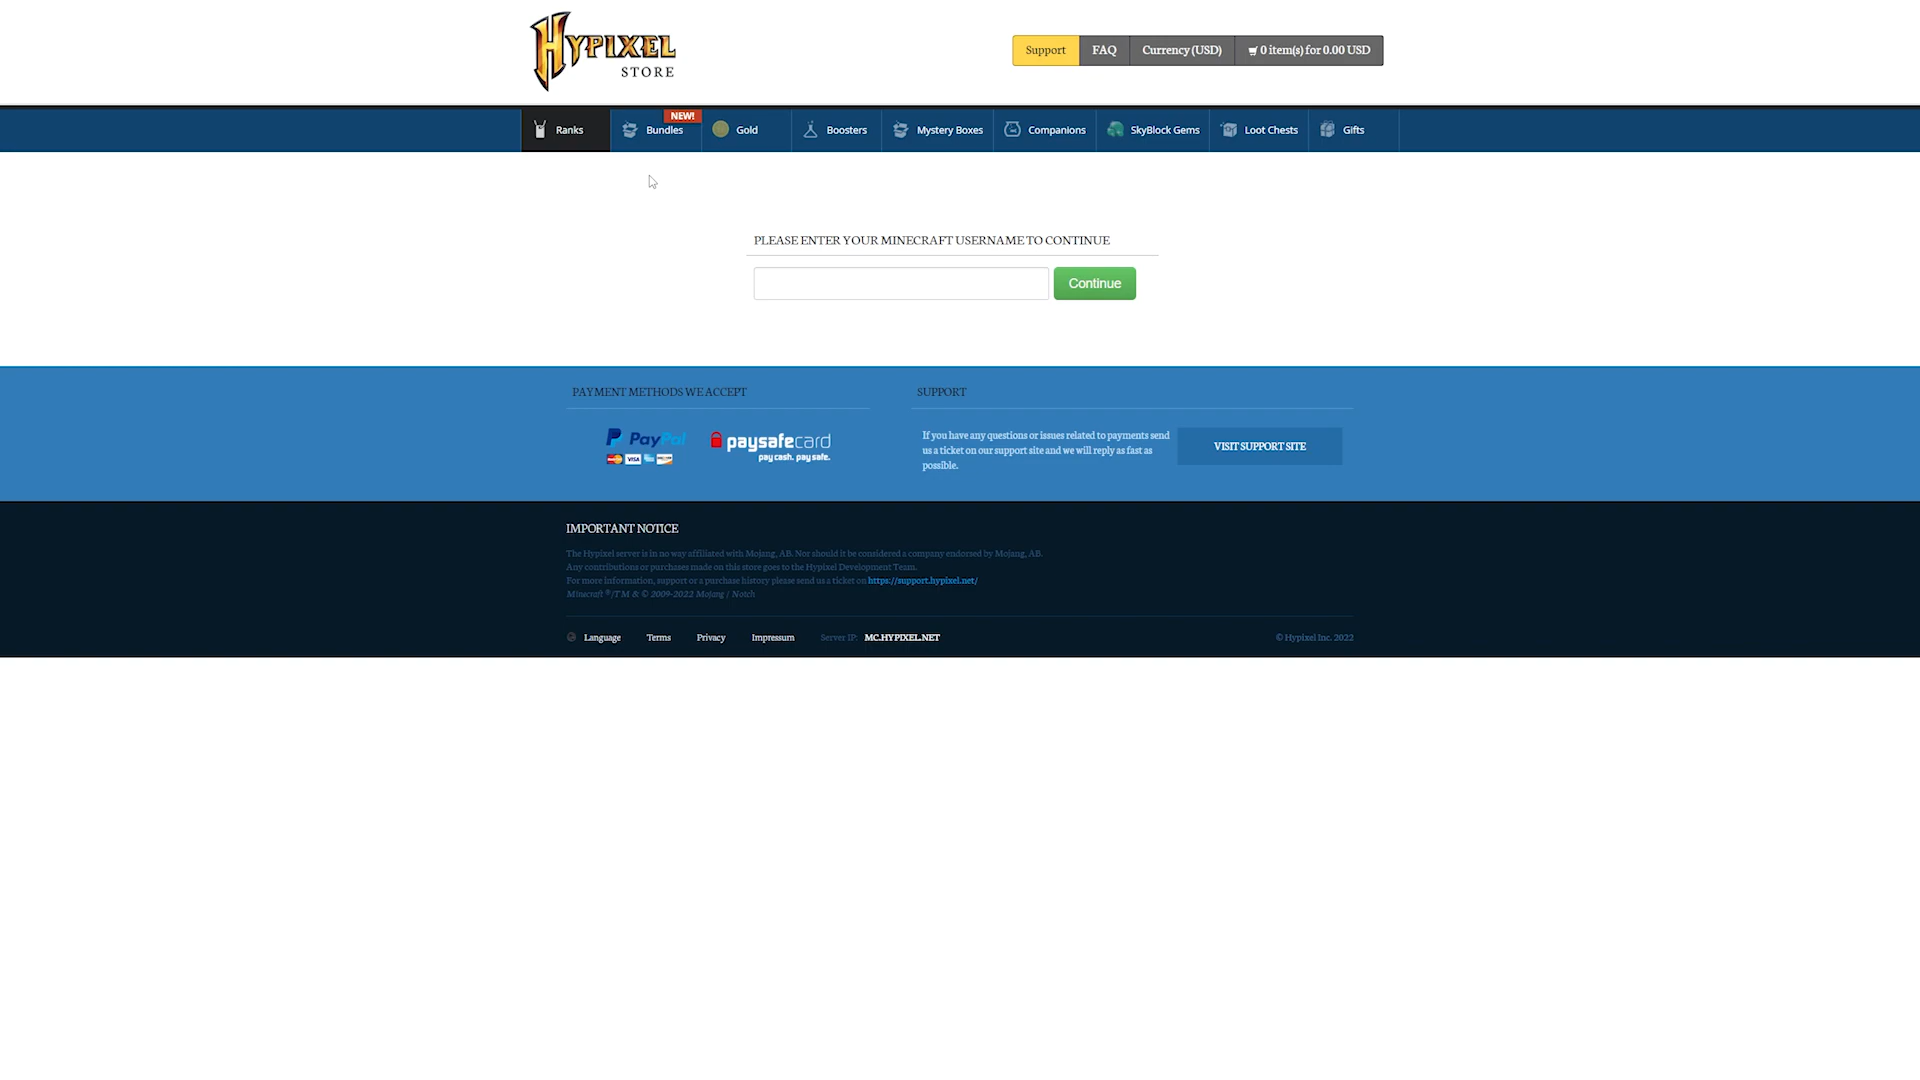 HYPIXEL
STORE
Support
FAQ
Currency (USD)
0 item(s) for 0.00 USD
Ranks
NEW!
Bundles
Gold
Boosters
Mystery Boxes
Companions
SkyBlock Gems
Loot Chests
Gifts
PLEASE ENTER YOUR MINECRAFT USERNAME TO CONTINUE
Continue
PAYMENT METHODS WE ACCEPT
PayPal
VISA
paysafecard
pay cash. pay safe.
SUPPORT
If you have any questions or issues related to payments send
us a ticket on our support site and we will reply as fast as
possible.
VISIT SUPPORT SITE
IMPORTANT NOTICE
The Hypixel server is in no way affiliated with Mojang, AB. Nor should it be considered a company endorsed by Mojang, AB.
Any contributions or purchases made on this store goes to the Hypixel Development Team.
For more information, support or a purchase history please send us a ticket on https://support.hypixel.net/
Minecraft ®/TM & © 2009-2022 Mojang / Notch
Language
Terms
Privacy
Impressum
Server IP: MC.HYPIXEL.NET
© Hypixel Inc. 2022